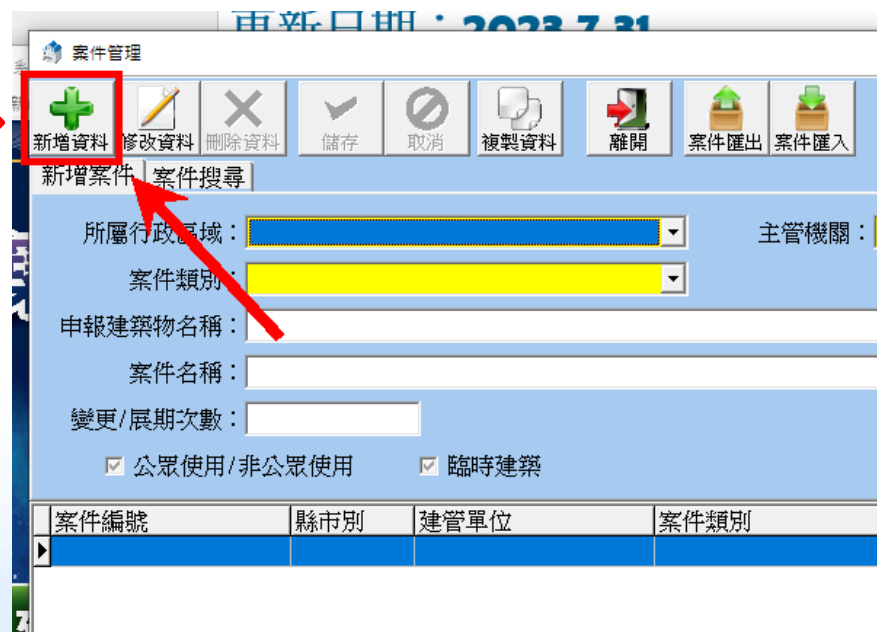 更新日期：2023.7.31
案件管理
新增資料 修改資料 刪除資料 儲存 取消 複製資料 離開 案件匯出 案件匯入
新增案件 案件搜尋
所屬行政區域： 主管機關：
案件類別：
申報建築物名稱：
案件名稱：
變更/展期次數：
公眾使用/非公眾使用 臨時建築
案件編號 縣市別 建管單位 案件類別